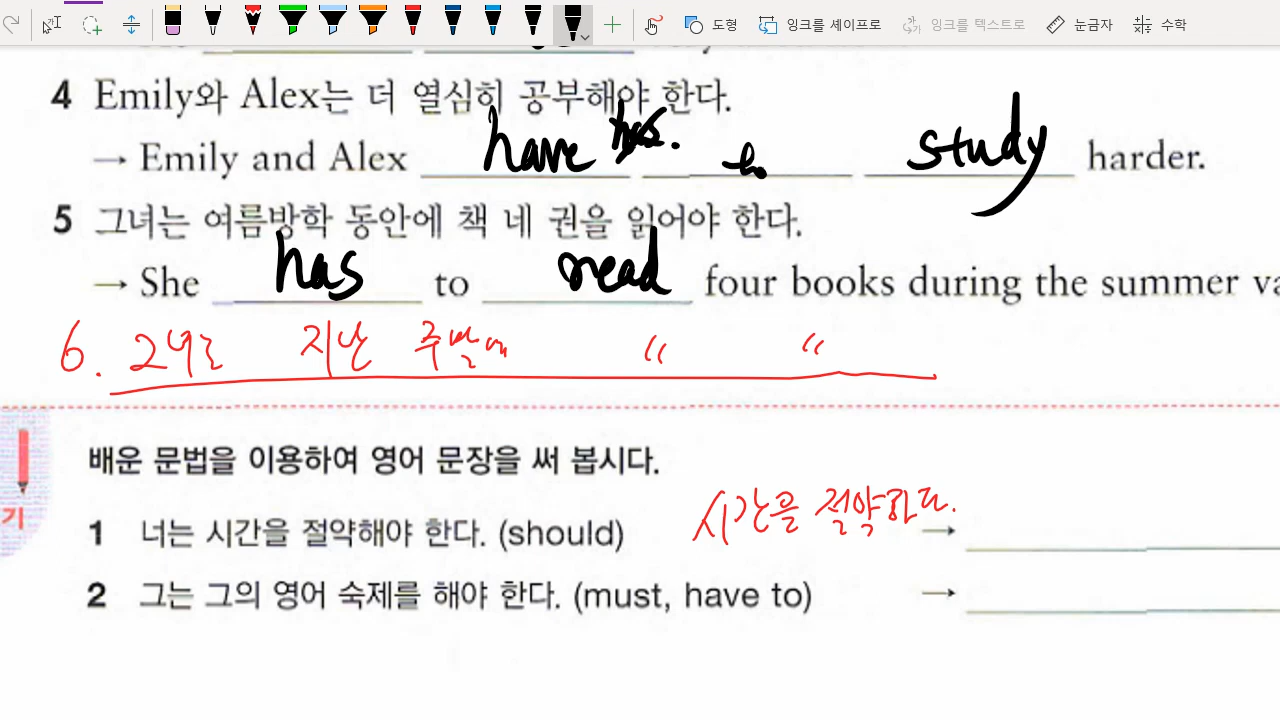 도형 잉크를 셰이프로 잉크를 텍스트로 눈금자 수학
4 Emily와 Alex는 더 열심히 공부해야 한다.
→ Emily and Alex have has. to study harder.
5 그녀는 여름방학 동안에 책 네 권을 읽어야 한다.
→ She has to read four books during the summer va
6. 그녀는 지난 주말에 〃 〃
배운 문법을 이용하여 영어 문장을 써 봅시다.
기
시간을 절약하다.
1 너는 시간을 절약해야 한다. (should) →
2 그는 그의 영어 숙제를 해야 한다. (must, have to) →